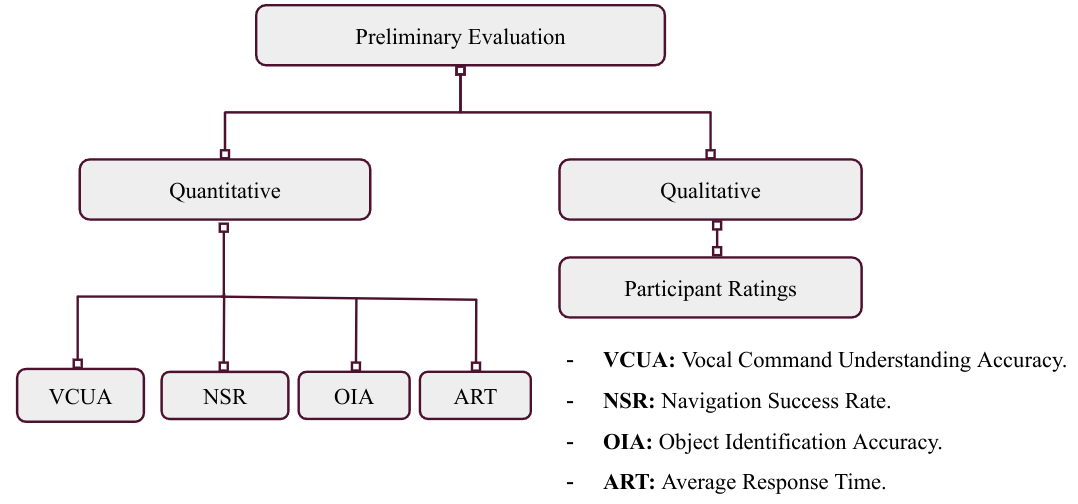 Preliminary Evaluation
Quantitative
Qualitative
Participant Ratings
VCUA
NSR
OIA
ART
- VCUA: Vocal Command Understanding Accuracy.
- NSR: Navigation Success Rate.
- OIA: Object Identification Accuracy.
- ART: Average Response Time.